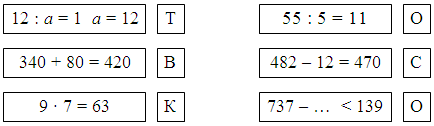 12 : a = 1  a = 12 Т 55 : 5 = 11 О
340 + 80 = 420 В 482 – 12 = 470 С
9 · 7 = 63 К 737 – … < 139 О